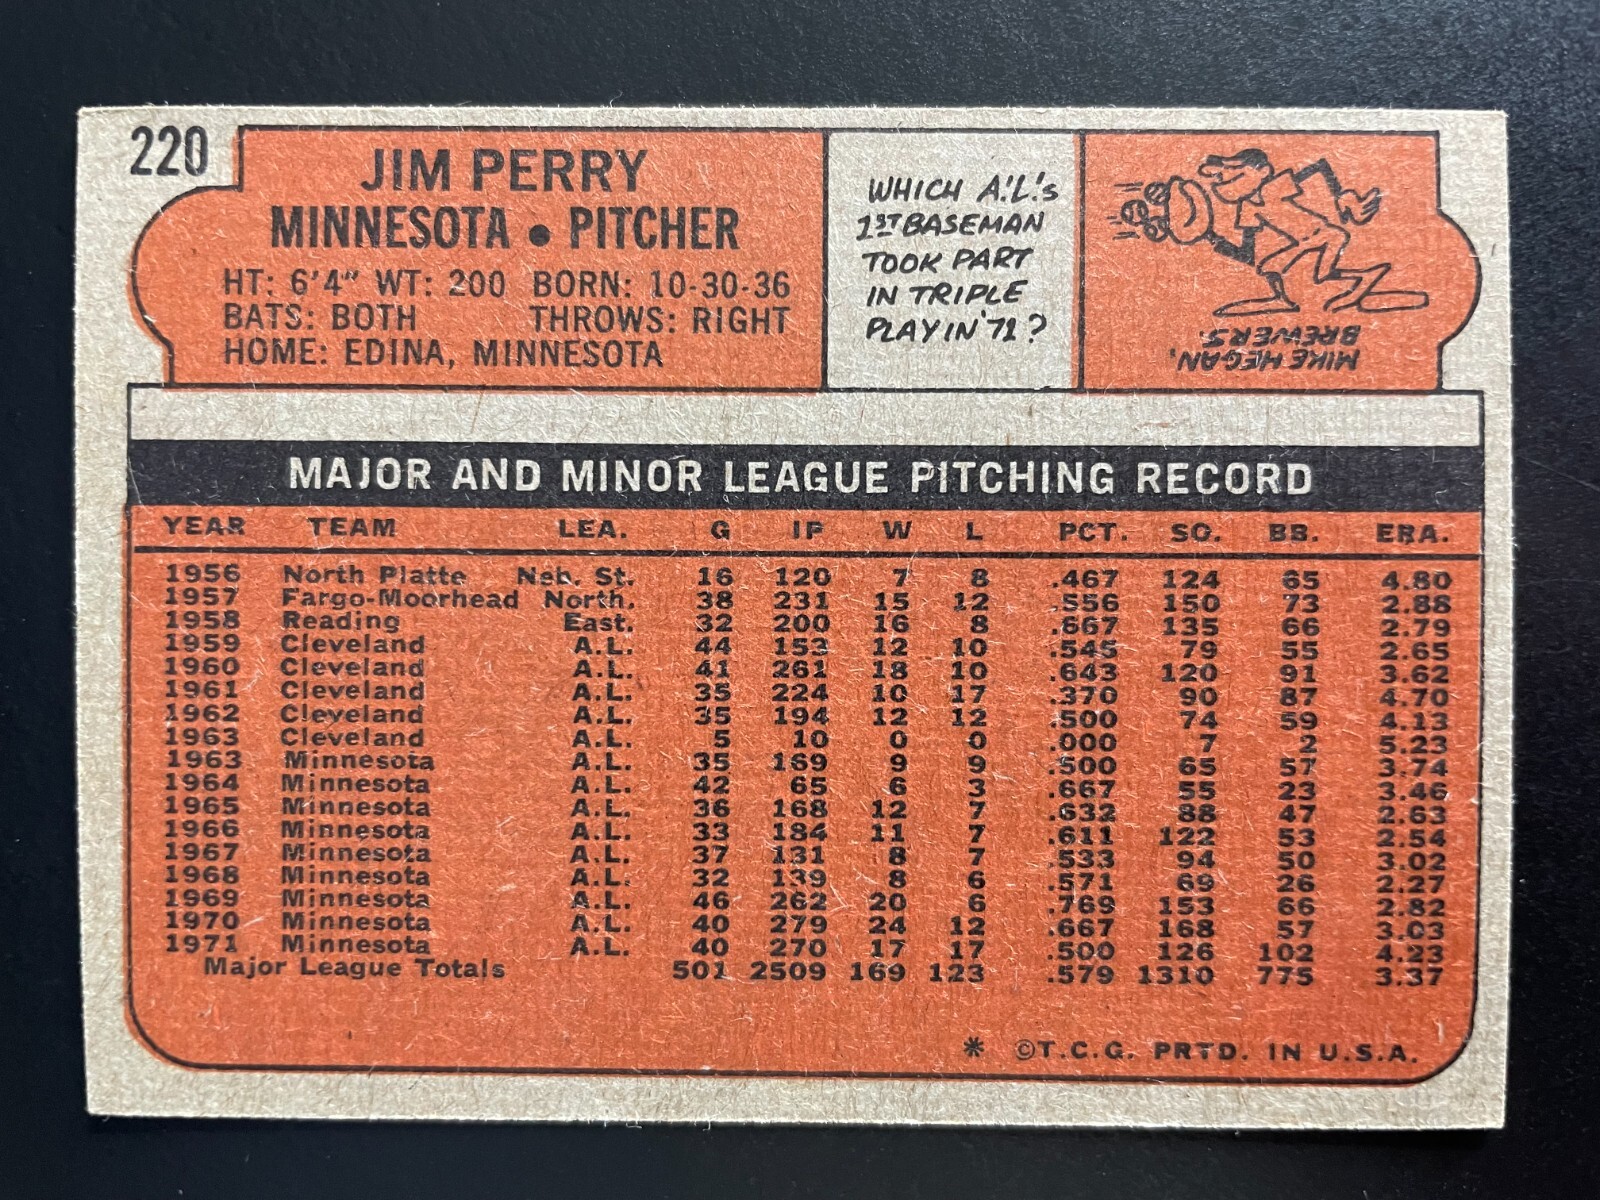 220
JIM PERRY
MINNESOTA • PITCHER
HT: 6'4" WT: 200 BORN: 10-30-36
BATS: BOTH THROWS: RIGHT
HOME: EDINA, MINNESOTA
WHICH A.L.'s
1ST BASEMAN
TOOK PART
IN TRIPLE
PLAY IN '71?
MIKE HEGAN,
BREWERS.
MAJOR AND MINOR LEAGUE PITCHING RECORD
YEAR TEAM LEA. G IP W L PCT. SO. BB. ERA.
1956 North Platte Neb. St. 16 120 7 8 .467 124 65 4.80
1957 Fargo-Moorhead North. 38 231 15 12 .556 150 73 2.88
1958 Reading East. 32 200 16 8 .667 135 66 2.79
1959 Cleveland A.L. 44 153 12 10 .545 79 55 2.65
1960 Cleveland A.L. 41 261 18 10 .643 120 91 3.62
1961 Cleveland A.L. 35 224 10 17 .370 90 87 4.70
1962 Cleveland A.L. 35 194 12 12 .500 74 59 4.13
1963 Cleveland A.L. 5 10 0 0 .000 7 2 5.23
1963 Minnesota A.L. 35 169 9 9 .500 65 57 3.74
1964 Minnesota A.L. 42 65 6 3 .667 55 23 3.46
1965 Minnesota A.L. 36 168 12 7 .632 88 47 2.63
1966 Minnesota A.L. 33 184 11 7 .611 122 53 2.54
1967 Minnesota A.L. 37 131 8 7 .533 94 50 3.02
1968 Minnesota A.L. 32 139 8 6 .571 69 26 2.27
1969 Minnesota A.L. 46 262 20 6 .769 153 66 2.82
1970 Minnesota A.L. 40 279 24 12 .667 168 57 3.03
1971 Minnesota A.L. 40 270 17 17 .500 126 102 4.23
Major League Totals 501 2509 169 123 .579 1310 775 3.37
* ©T.C.G. PRTD. IN U.S.A.